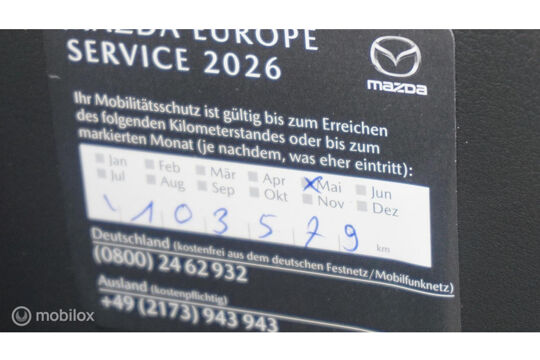 MAZDA EUROPE
SERVICE 2026
mazda
Ihr Mobilitätsschutz ist gültig bis zum Erreichen
des folgenden Kilometerstandes oder bis zum
markierten Monat (je nachdem, was eher eintritt):
Jan Feb Mär Apr Mai Jun
Jul Aug Sep Okt Nov Dez
103579 km
Deutschland (kostenfrei aus dem deutschen Festnetz/Mobilfunknetz)
(0800) 24 62 932
Ausland (kostenpflichtig)
+49 (2173) 943 943
mobilox